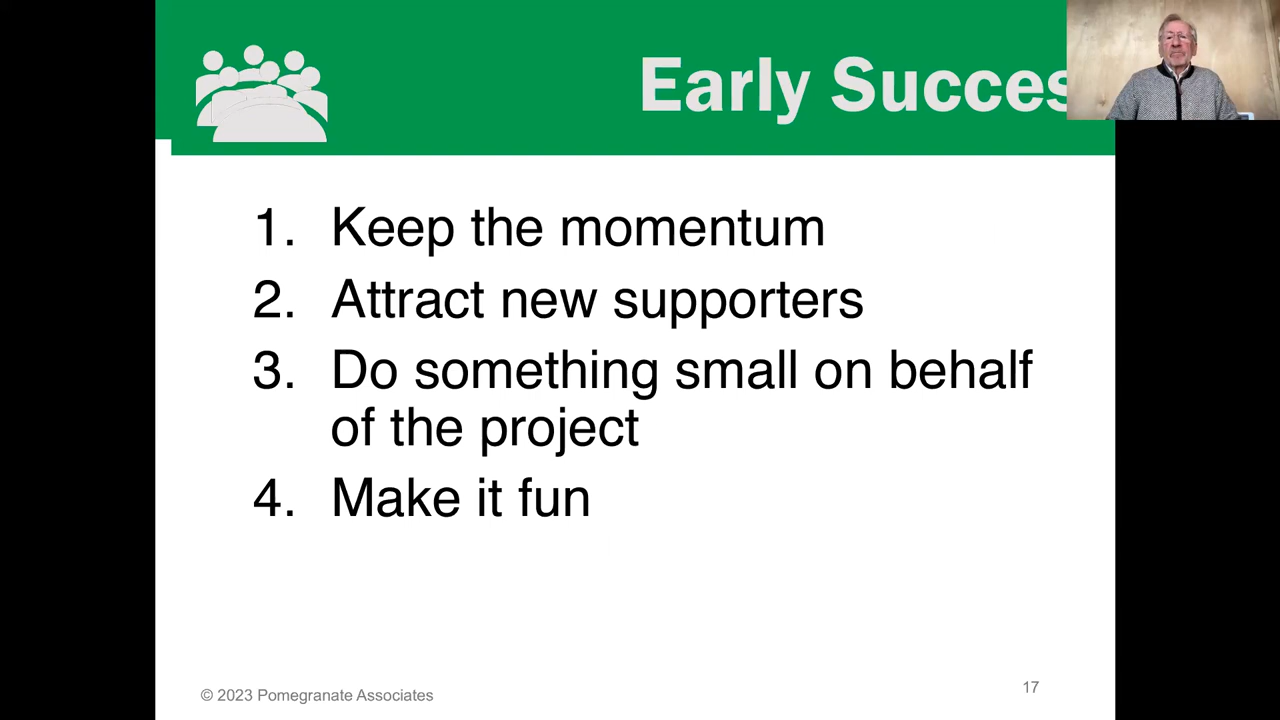 Early Succes
1. Keep the momentum
2. Attract new supporters
3. Do something small on behalf
of the project
4. Make it fun
© 2023 Pomegranate Associates
17